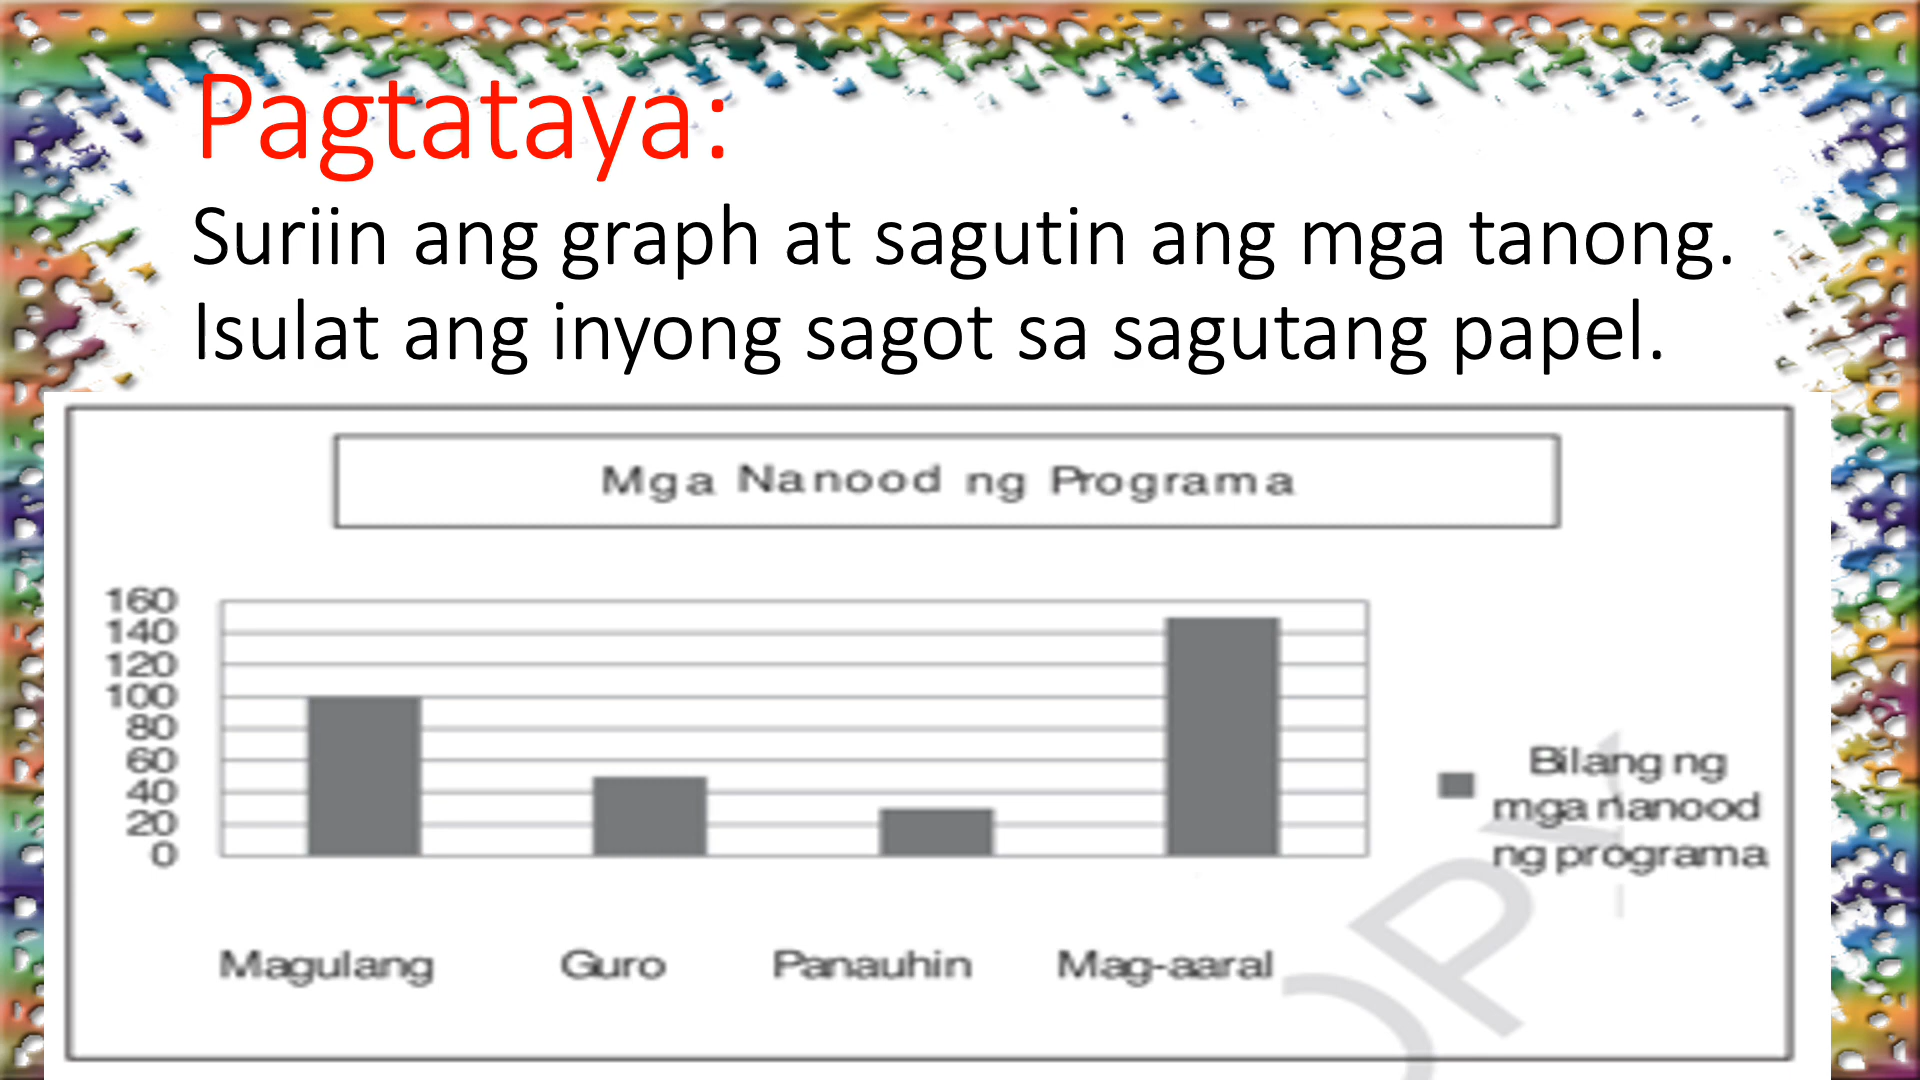 Pagtataya:
Suriin ang graph at sagutin ang mga tanong.
Isulat ang inyong sagot sa sagutang papel.
Mga Nanood ng Programa
160
140
120
100
80
60
40
20
0
Bilang ng
mga nanood
ng programa
Magulang Guro Panauhin Mag-aaral